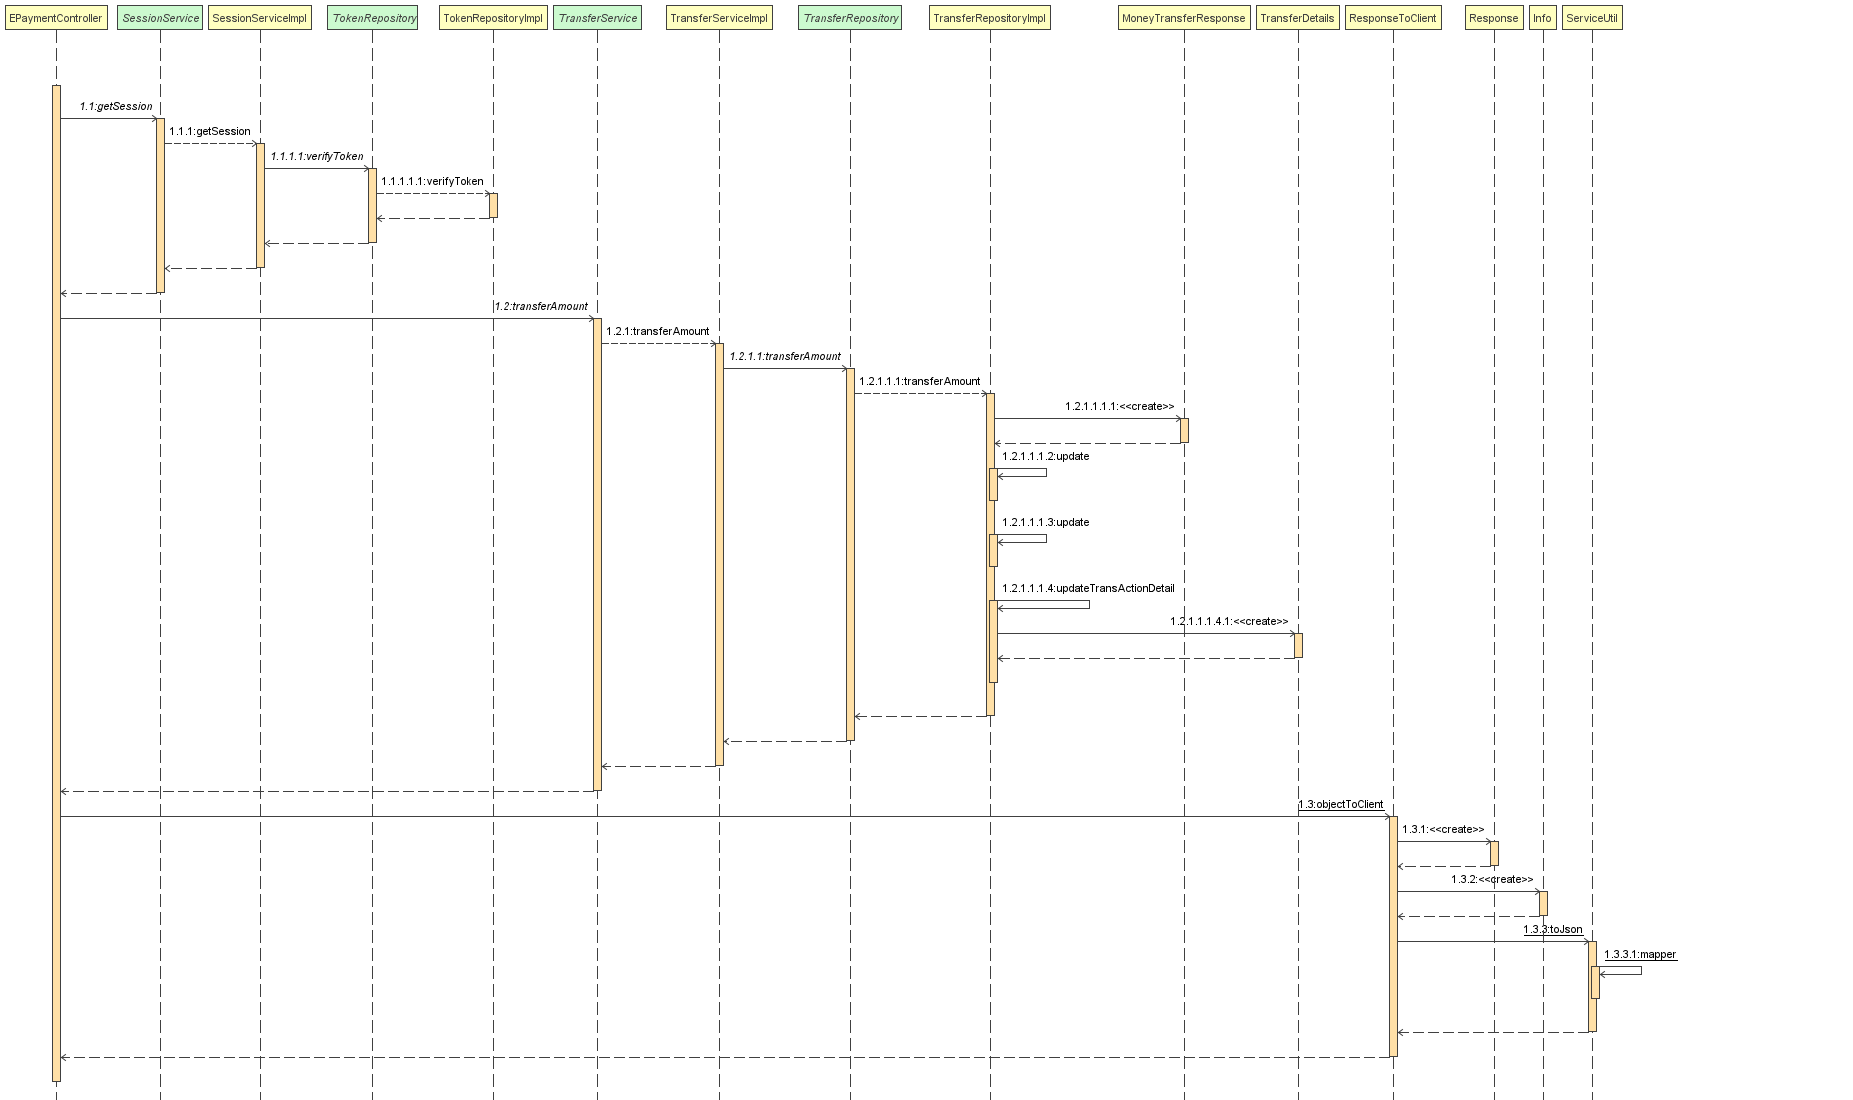 EPaymentController
SessionService
SessionServiceImpl
TokenRepository
TokenRepositoryImpl
TransferService
TransferServiceImpl
TransferRepository
TransferRepositoryImpl
MoneyTransferResponse
TransferDetails
ResponseToClient
Response
Info
ServiceUtil
1.1:getSession
1.1.1:getSession
1.1.1.1:verifyToken
1.1.1.1.1:verifyToken
1.2:transferAmount
1.2.1:transferAmount
1.2.1.1:transferAmount
1.2.1.1.1:transferAmount
1.2.1.1.1.1:<<create>>
1.2.1.1.1.2:update
1.2.1.1.1.3:update
1.2.1.1.1.4:updateTransActionDetail
1.2.1.1.1.4.1:<<create>>
1.3:objectToClient
1.3.1:<<create>>
1.3.2:<<create>>
1.3.3:toJson
1.3.3.1:mapper